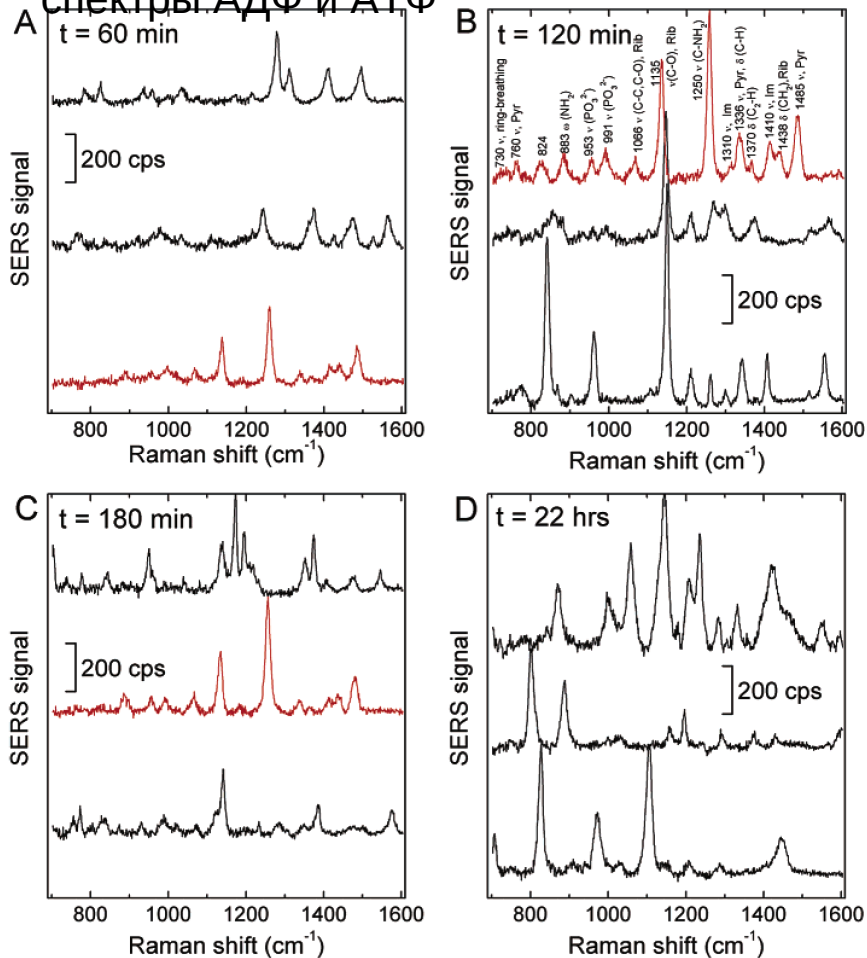 спектры АДФ и АТФ
A
t = 60 min
200 cps
SERS signal
800 1000 1200 1400 1600
Raman shift (cm⁻¹)
B
t = 120 min
730 ν, ring-breathing
760 ν, Pyr
824
883 ω (NH₂)
953 ν (PO₃²⁻)
991 ν (PO₃²⁻)
1066 ν (C-C,C-O), Rib
1135
ν(C-O), Rib
1250 ν (C-NH₂)
1310 ν, Im
1336 ν, Pyr, δ (C-H)
1370 δ (C₂-H)
1410 ν, Im
1438 δ (CH₂),Rib
1485 ν, Pyr
200 cps
SERS signal
800 1000 1200 1400 1600
Raman shift (cm⁻¹)
C
t = 180 min
200 cps
SERS signal
800 1000 1200 1400 1600
Raman shift (cm⁻¹)
D
t = 22 hrs
200 cps
SERS signal
800 1000 1200 1400 1600
Raman shift (cm⁻¹)